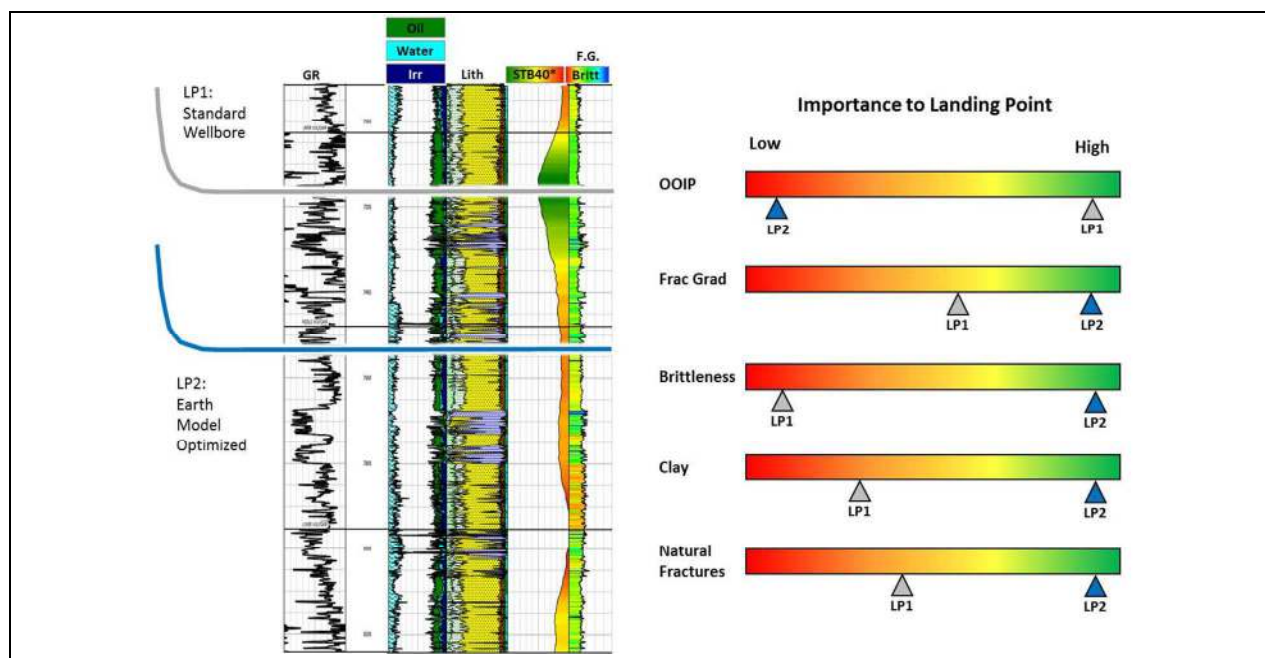 Oil
Water
Irr
GR
Lith
STB40*
F.G.
Britt
LP1:
Standard
Wellbore
LP2:
Earth
Model
Optimized
Importance to Landing Point
Low
High
OOIP
LP2
LP1
Frac Grad
LP1
LP2
Brittleness
LP1
LP2
Clay
LP1
LP2
Natural
Fractures
LP1
LP2